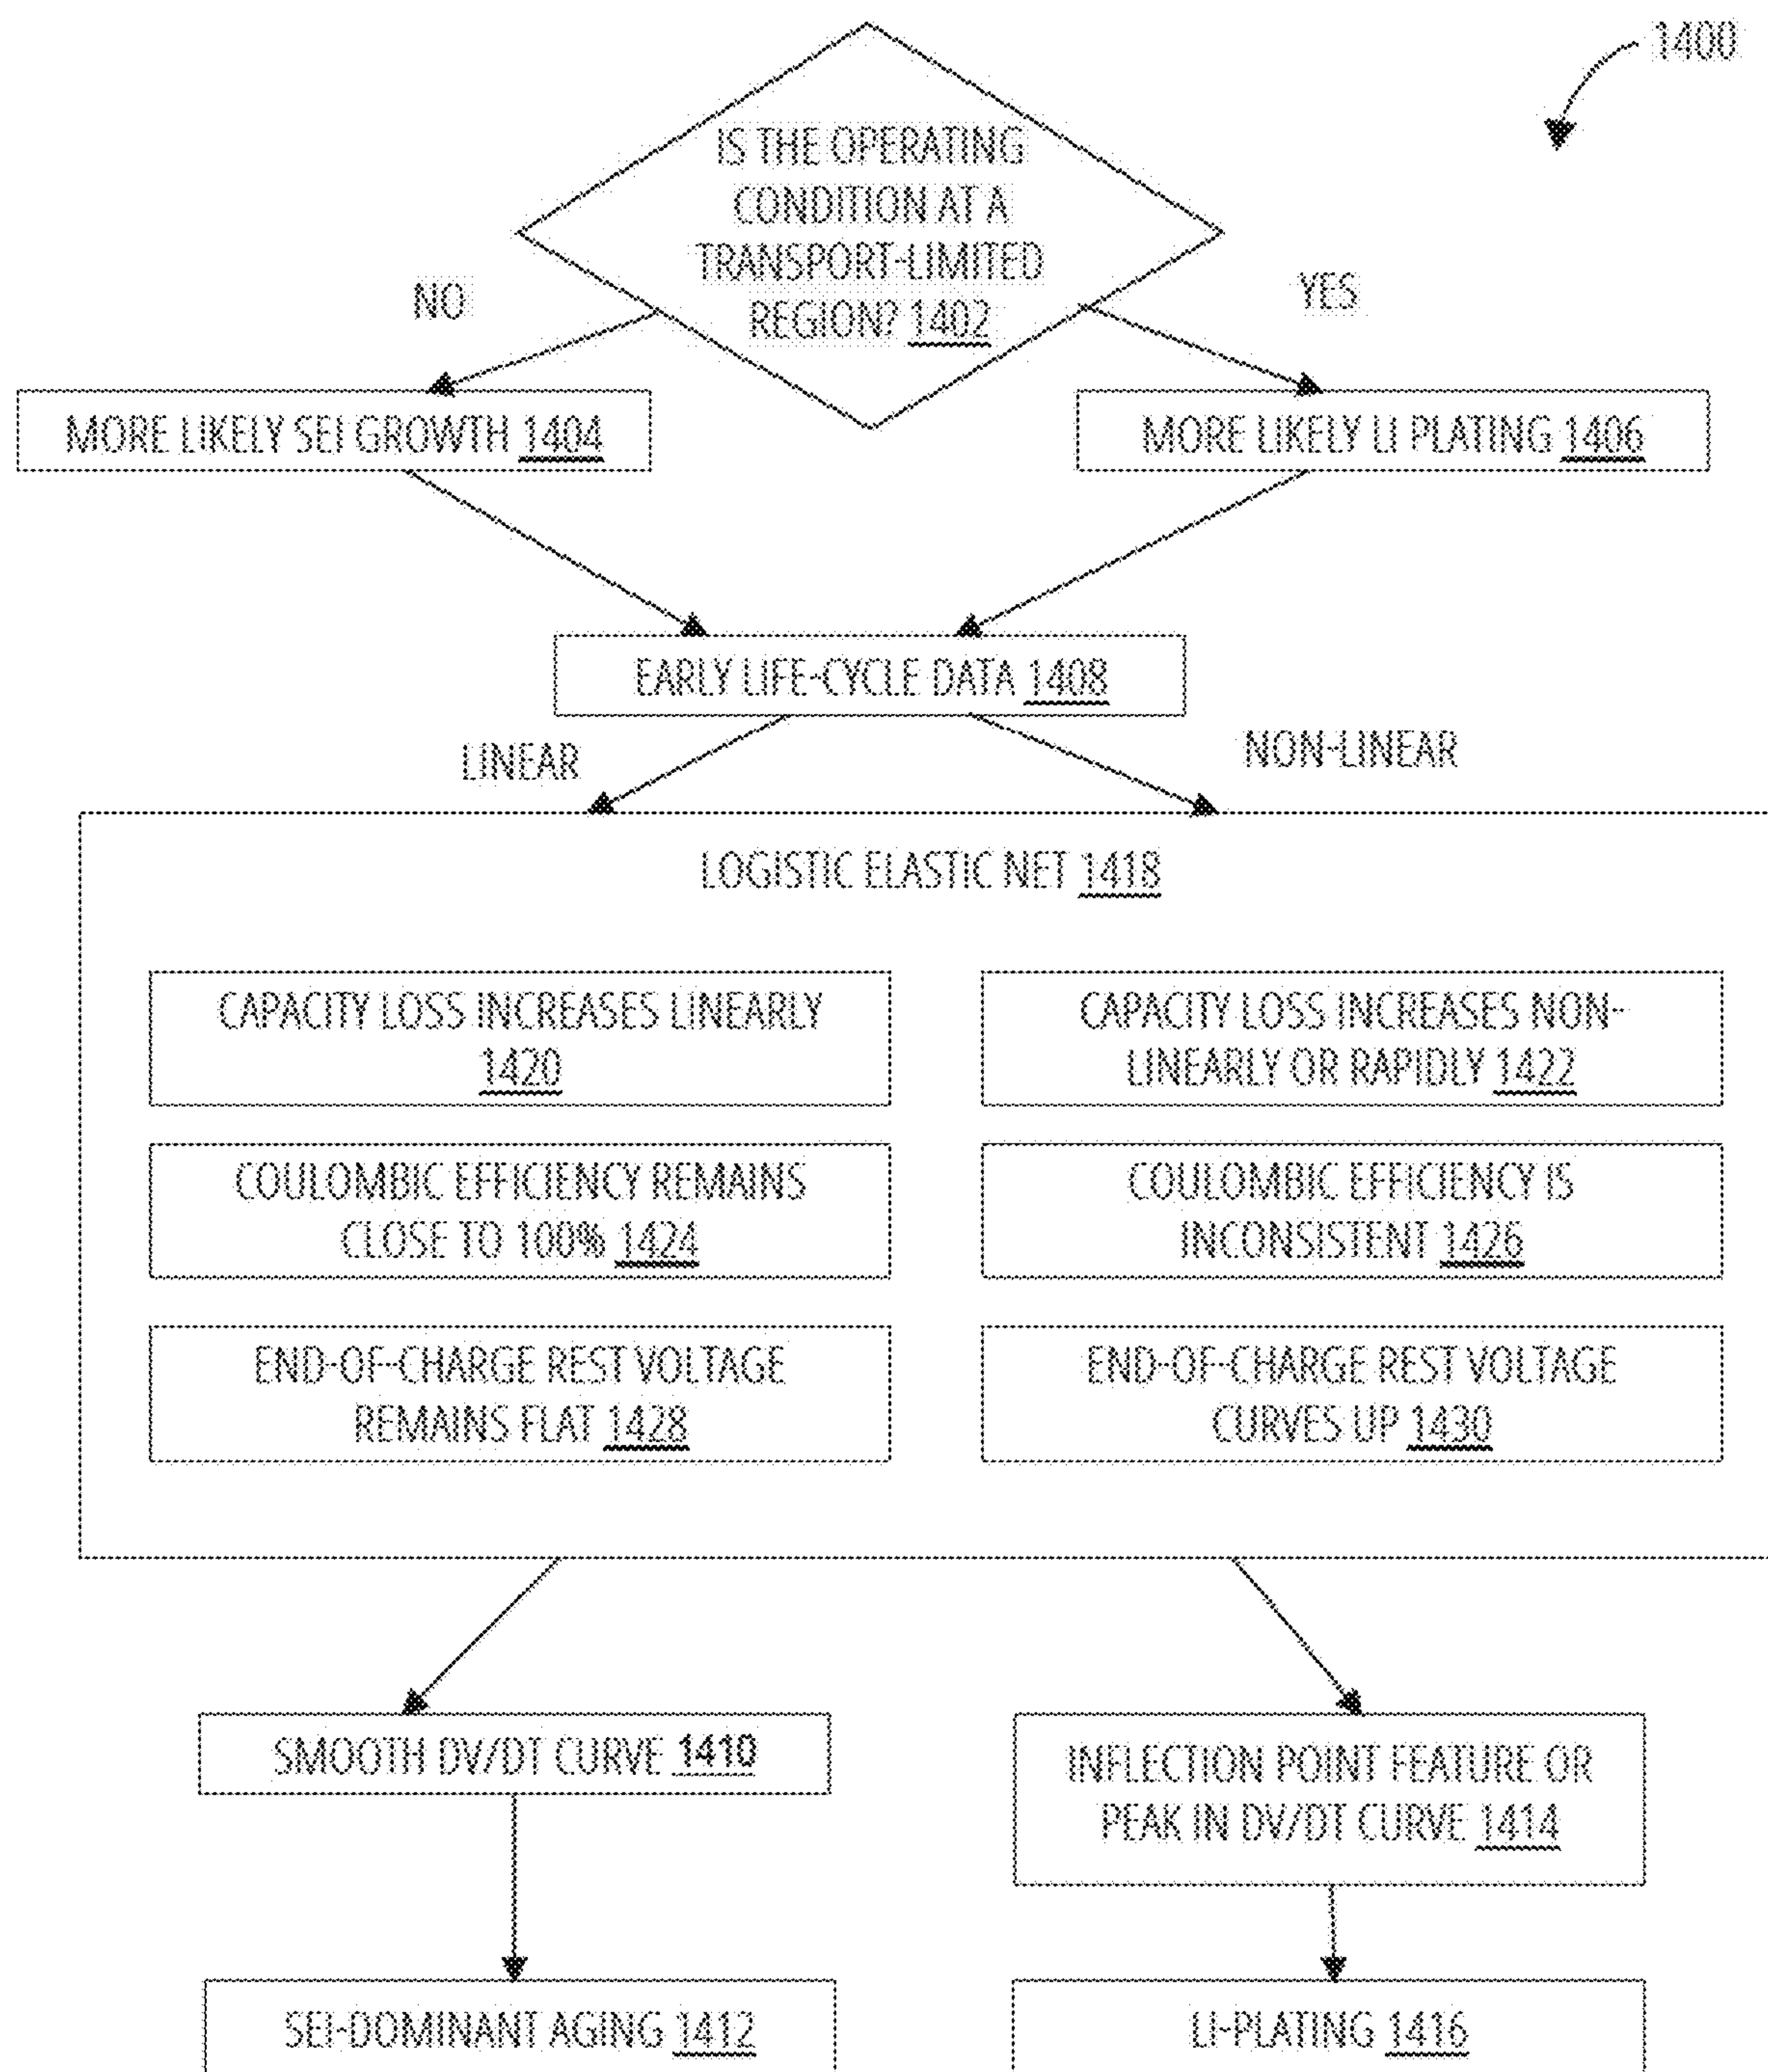 1400
IS THE OPERATING
CONDITION AT A
TRANSPORT-LIMITED
REGION? 1402
NO
YES
MORE LIKELY SEI GROWTH 1404
MORE LIKELY LI PLATING 1406
EARLY LIFE-CYCLE DATA 1408
LINEAR
NON-LINEAR
LOGISTIC ELASTIC NET 1418
CAPACITY LOSS INCREASES LINEARLY
1420
CAPACITY LOSS INCREASES NON-
LINEARLY OR RAPIDLY 1422
COULOMBIC EFFICIENCY REMAINS
CLOSE TO 100% 1424
COULOMBIC EFFICIENCY IS
INCONSISTENT 1426
END-OF-CHARGE REST VOLTAGE
REMAINS FLAT 1428
END-OF-CHARGE REST VOLTAGE
CURVES UP 1430
SMOOTH DV/DT CURVE 1410
INFLECTION POINT FEATURE OR
PEAK IN DV/DT CURVE 1414
SEI-DOMINANT AGING 1412
LI-PLATING 1416